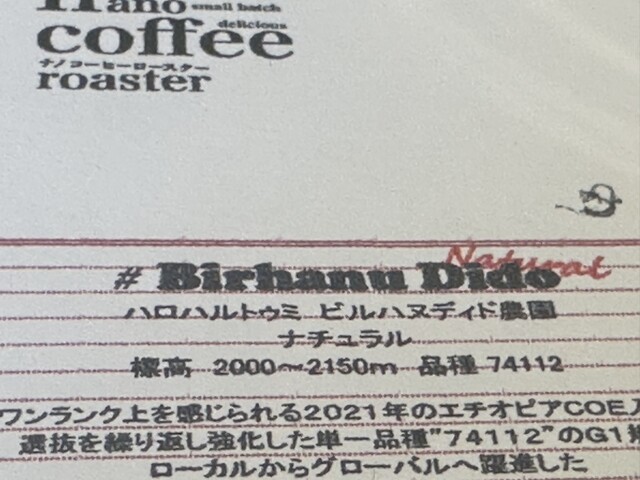 nano small batch
delicious
coffee
ナノコーヒーロースター
roaster
Natural
# Birhanu Dido
ハロハルトゥミ ビルハヌディド農園
ナチュラル
標高 2000〜2150m 品種 74112
ワンランク上を感じられる2021年のエチオピアCOE入
選抜を繰り返し強化した単一品種"74112"のG1規
ローカルからグローバルへ躍進した